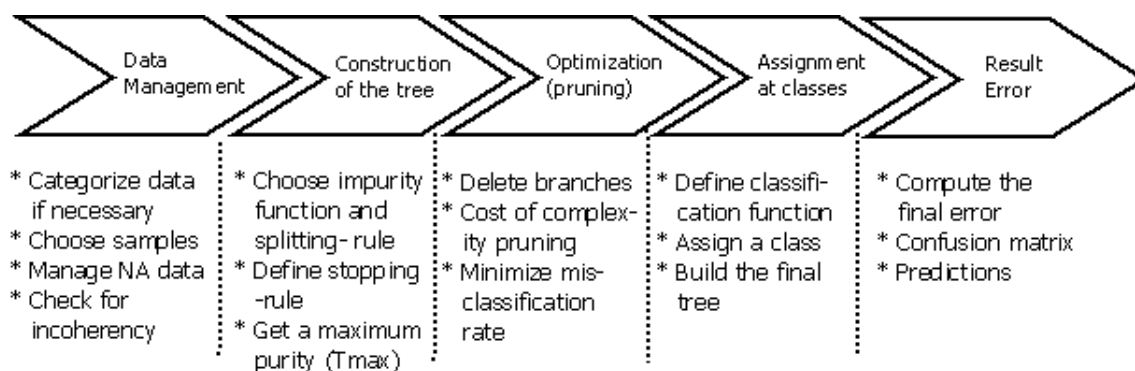 Data
Management
Construction
of the tree
Optimization
(pruning)
Assignment
at classes
Result
Error
* Categorize data
if necessary
* Choose samples
* Manage NA data
* Check for
incoherency
* Choose impurity
function and
splitting- rule
* Define stopping
-rule
* Get a maximum
purity (Tmax)
* Delete branches
* Cost of complex-
ity pruning
* Minimize mis-
classification
rate
* Define classifi-
cation function
* Assign a class
* Build the final
tree
* Compute the
final error
* Confusion matrix
* Predictions